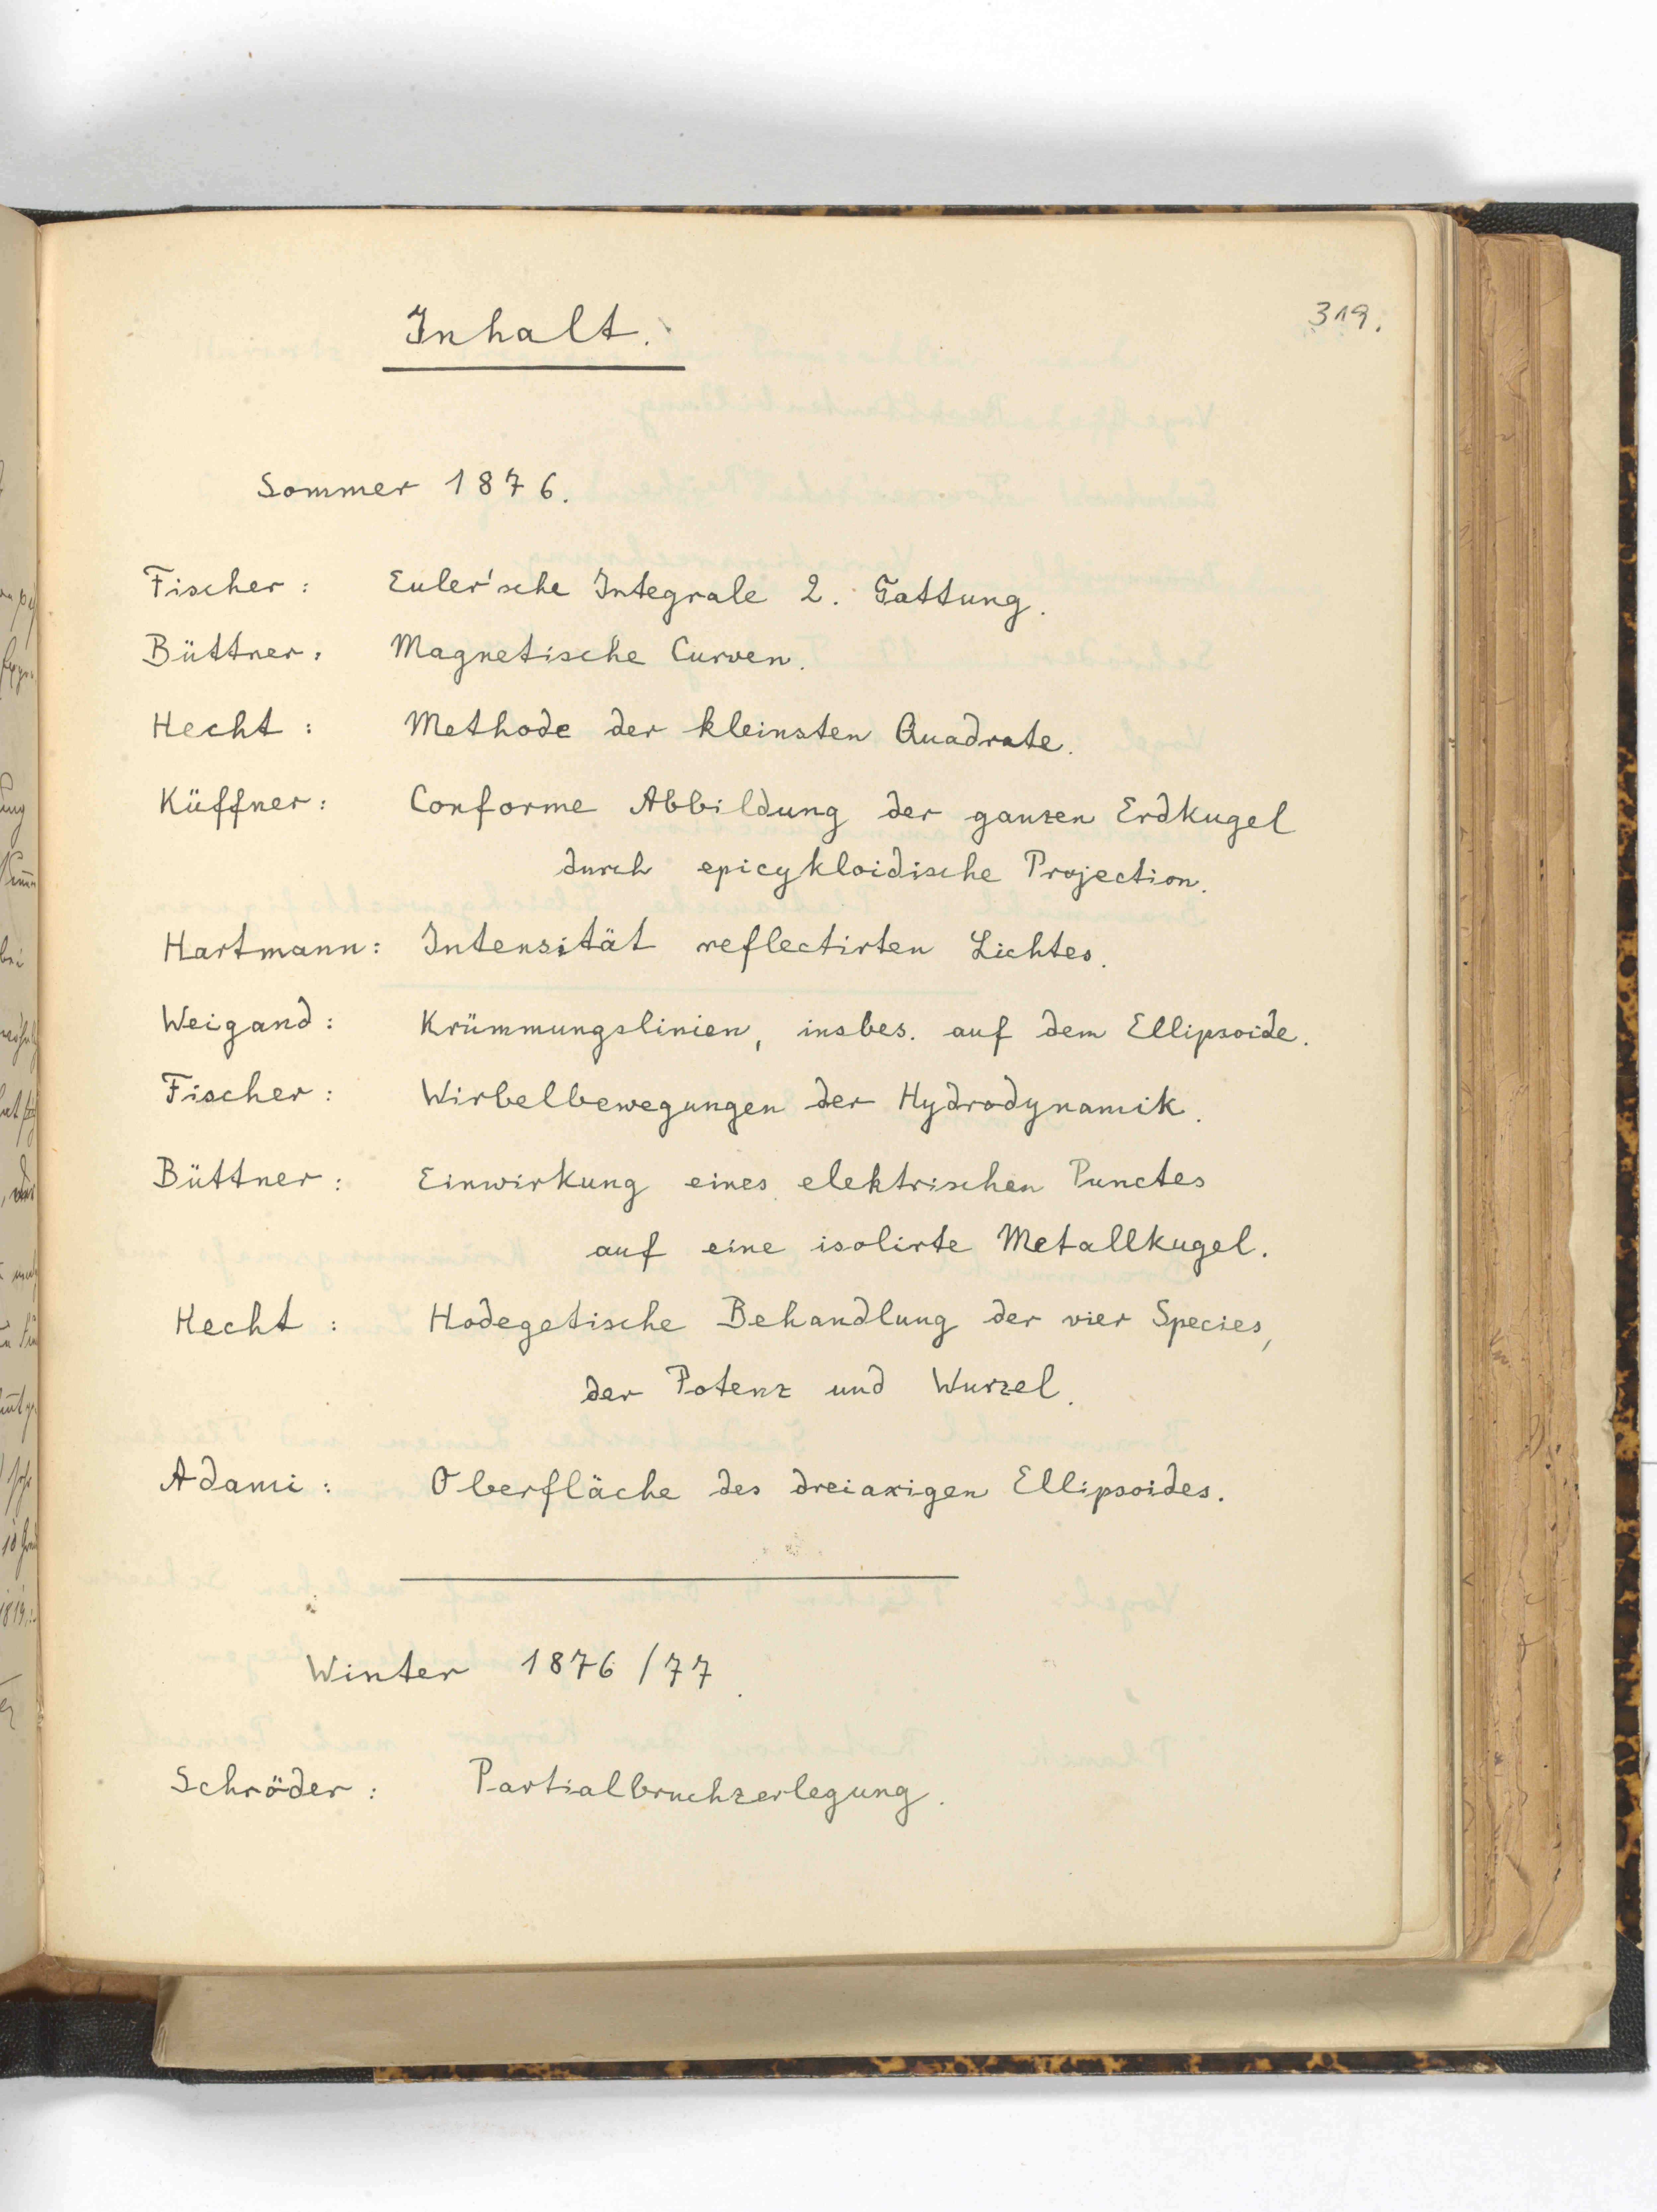 319.
Inhalt.
Sommer 1876.
Fischer: Euler'sche Integrale 2. Gattung.
Büttner: Magnetische Curven.
Hecht: Methode der kleinsten Quadrate.
Küffner: Conforme Abbildung der ganzen Erdkugel
durch epicykloidische Projection.
Hartmann: Intensität reflectirten Lichtes.
Weigand: Krümmungslinien, insbes. auf dem Ellipsoide.
Fischer: Wirbelbewegungen der Hydrodynamik.
Büttner: Einwirkung eines elektrischen Punctes
auf eine isolirte Metallkugel.
Hecht: Hodegetische Behandlung der vier Species,
der Potenz und Wurzel.
Adami: Oberfläche des dreiaxigen Ellipsoides.
Winter 1876/77.
Schröder: Partialbruchzerlegung.